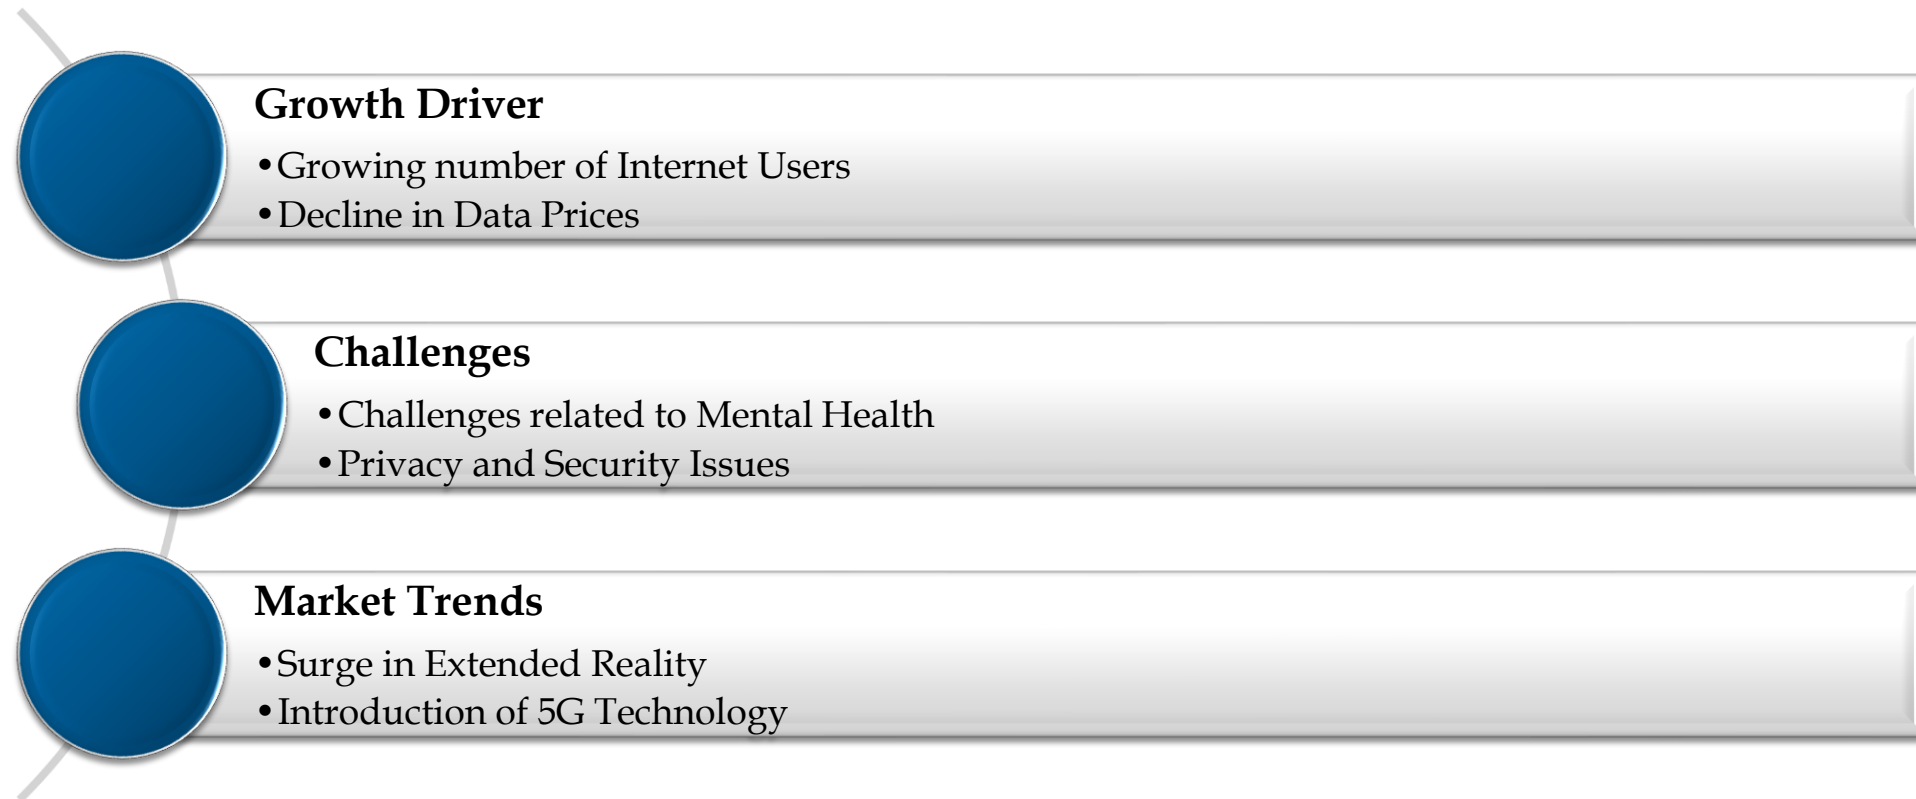 Growth Driver
•Growing number of Internet Users
•Decline in Data Prices
Challenges
•Challenges related to Mental Health
•Privacy and Security Issues
Market Trends
•Surge in Extended Reality
•Introduction of 5G Technology